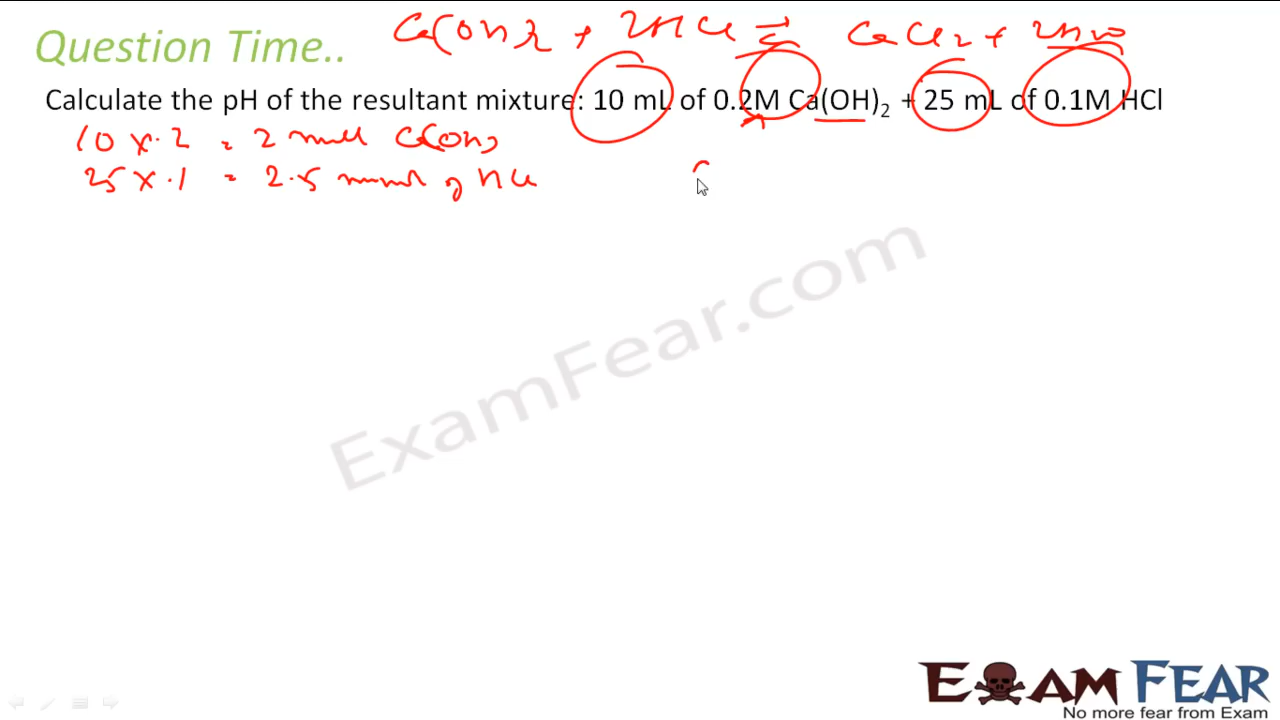 Question Time..
Ca(OH)2 + 2HCl ⇌ CaCl2 + 2H2O
Calculate the pH of the resultant mixture: 10 mL of 0.2M Ca(OH)2 + 25 mL of 0.1M HCl
10 x .2 = 2 mmol Ca(OH)2
25 x .1 = 2.5 mmol of HCl
ExamFear.com
EXAM FEAR
No more fear from Exam